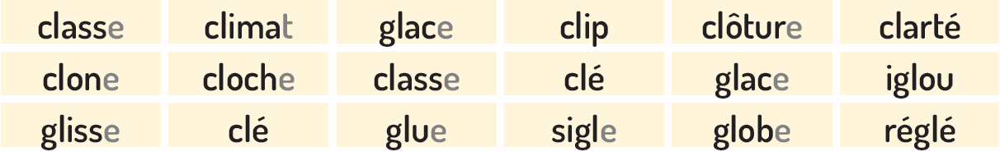 classe climat glace clip clôture clarté
clone cloche classe clé glace iglou
glisse clé glue sigle globe réglé